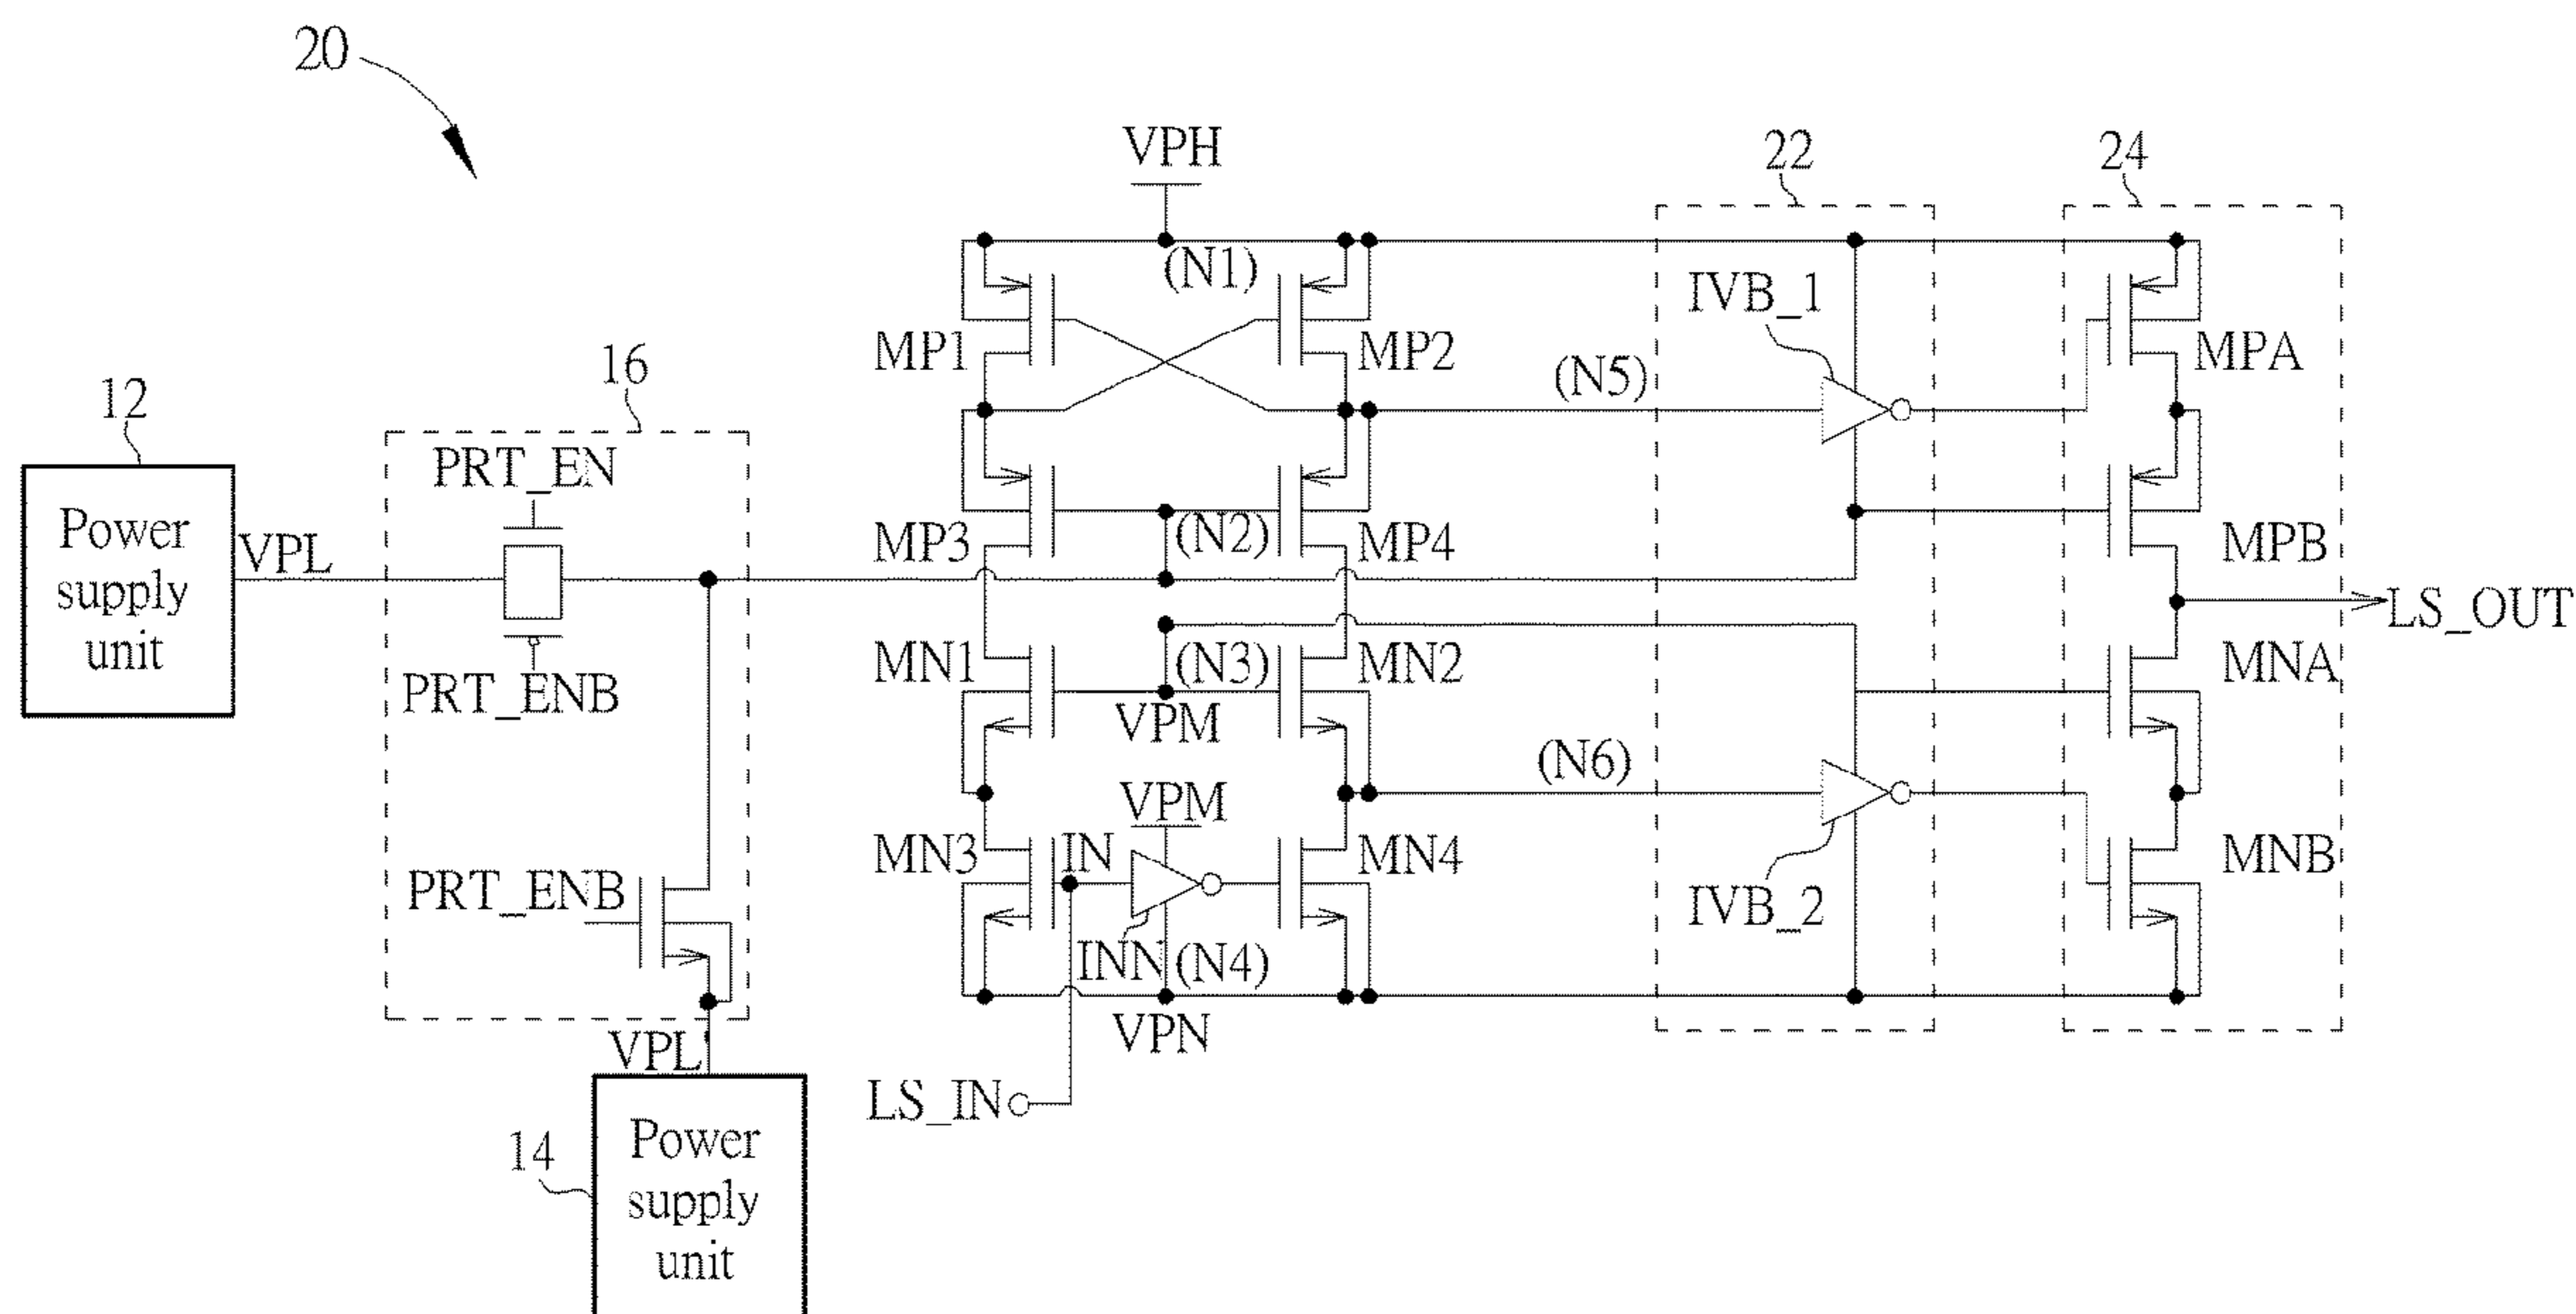 20
VPH
22
24
(N1)
IVB_1
MP1
MP2
MPA
16
12
(N5)
PRT_EN
Power
supply
unit
VPL
(N2)
MP3
MP4
MPB
LS_OUT
PRT_ENB
MN1
(N3)
MN2
MNA
VPM
(N6)
VPM
MN3
IN
MN4
MNB
PRT_ENB
IVB_2
INN
(N4)
VPN
VPL'
LS_IN
14
Power
supply
unit